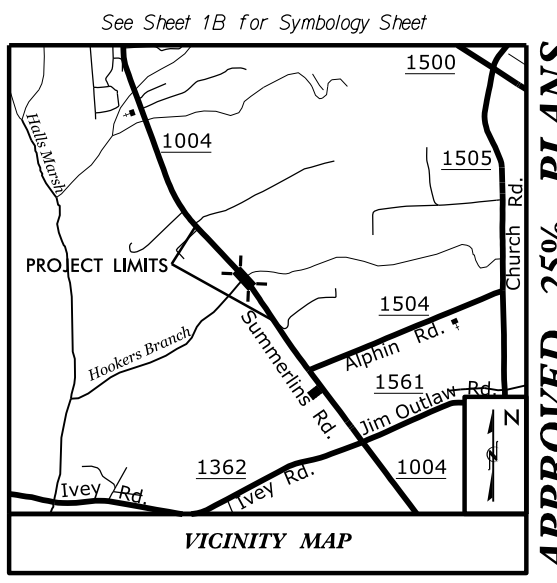 See Sheet 1B for Symbology Sheet
1500
Halls Marsh
1004
1505
Church Rd.
PROJECT LIMITS
1504
Alphin Rd.
Hookers Branch
Summerlins Rd.
1561
Jim Outlaw Rd.
N
1362
Ivey Rd.
Ivey Rd.
1004
VICINITY MAP
APPROVED 25% PLANS